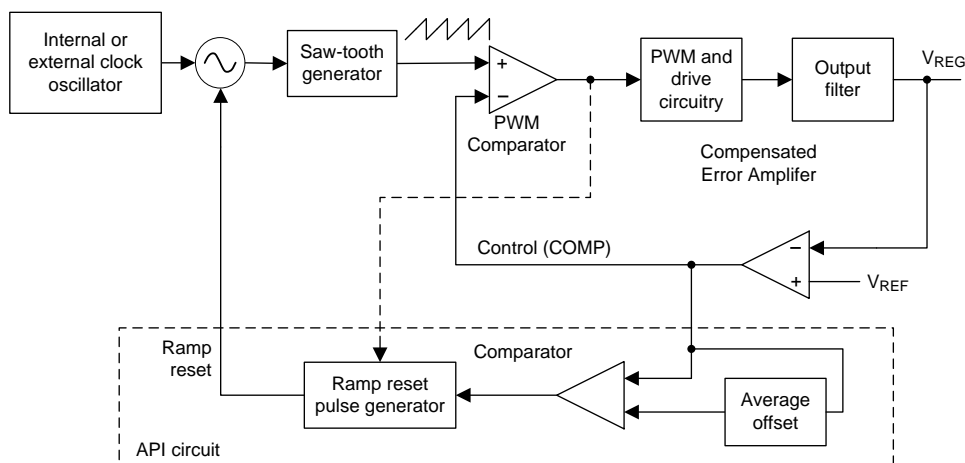 Internal or
external clock
oscillator
Saw-tooth
generator
+
−
PWM
Comparator
PWM and
drive
circuitry
Output
filter
VREG
Compensated
Error Amplifer
Control (COMP)
−
+
VREF
Ramp
reset
Ramp reset
pulse generator
Comparator
Average
offset
API circuit